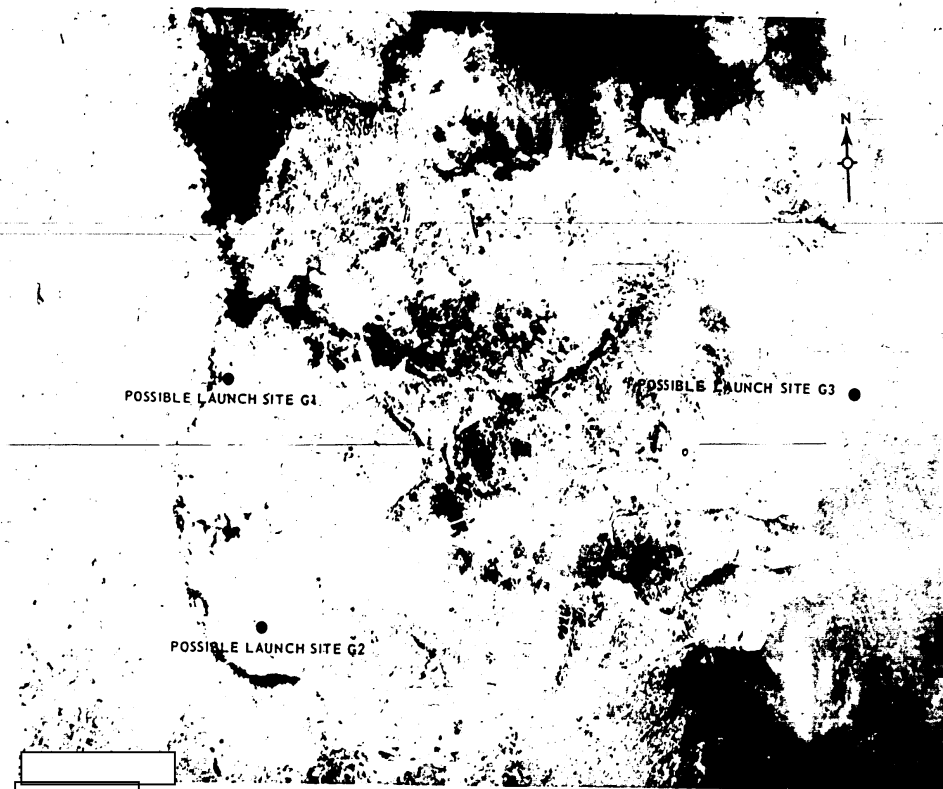 N
POSSIBLE LAUNCH SITE G1
POSSIBLE LAUNCH SITE G3
POSSIBLE LAUNCH SITE G2